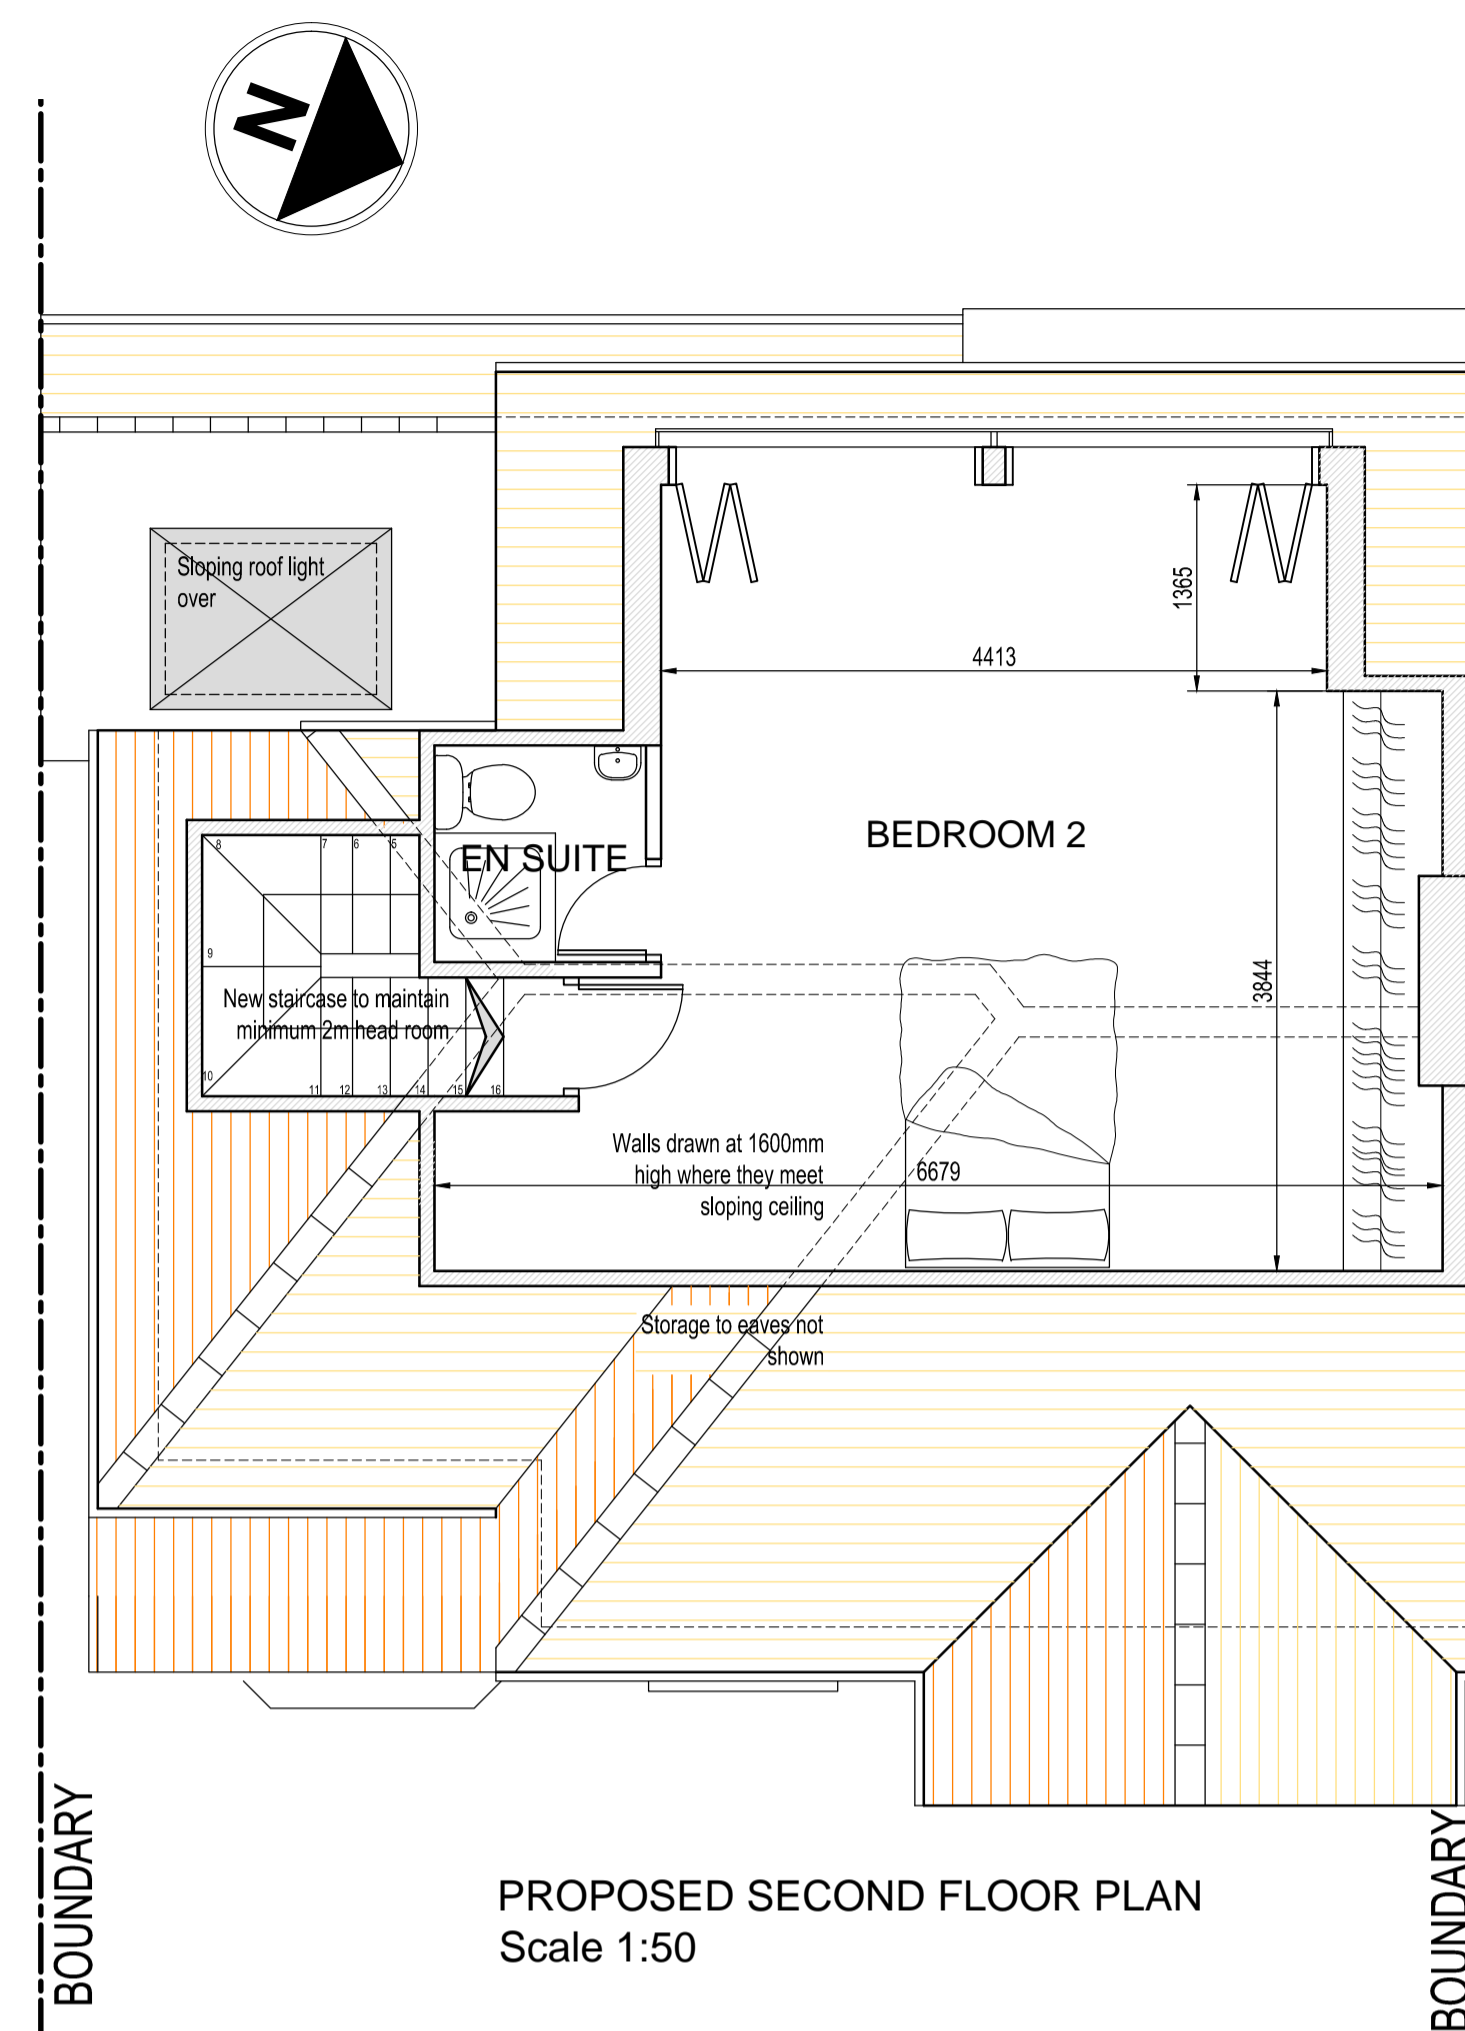 N
Sloping roof light
over
1365
4413
BEDROOM 2
EN SUITE
8
7
6
5
9
New staircase to maintain
minimum 2m head room
3844
10
11
12
13
14
15
16
Walls drawn at 1600mm
high where they meet
sloping ceiling
6679
Storage to eaves not
shown
BOUNDARY
BOUNDARY
PROPOSED SECOND FLOOR PLAN
Scale 1:50